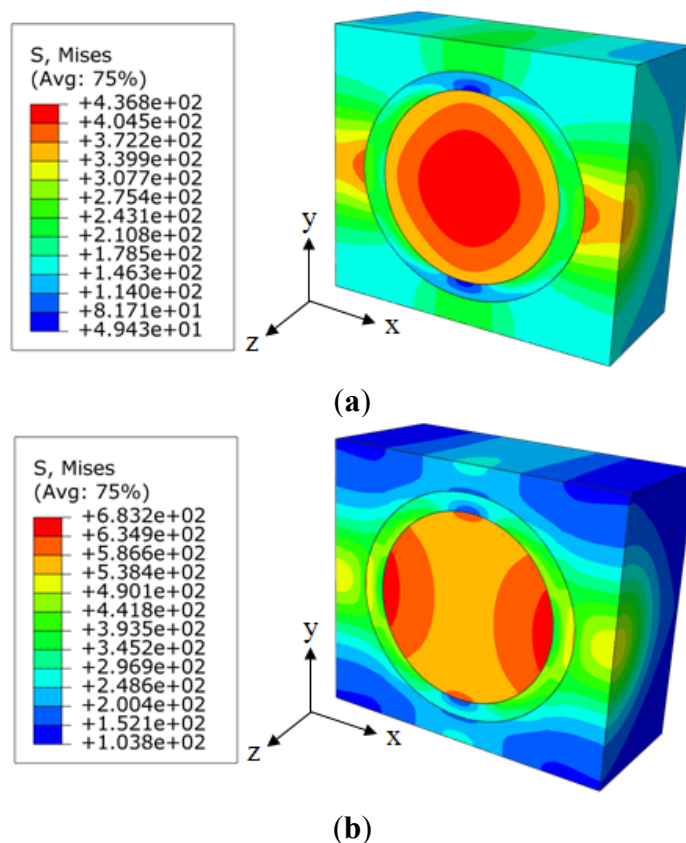 S, Mises
(Avg: 75%)
+4.368e+02
+4.045e+02
+3.722e+02
+3.399e+02
+3.077e+02
+2.754e+02
+2.431e+02
+2.108e+02
+1.785e+02
+1.463e+02
+1.140e+02
+8.171e+01
+4.943e+01
y
x
z
(a)
S, Mises
(Avg: 75%)
+6.832e+02
+6.349e+02
+5.866e+02
+5.384e+02
+4.901e+02
+4.418e+02
+3.935e+02
+3.452e+02
+2.969e+02
+2.486e+02
+2.004e+02
+1.521e+02
+1.038e+02
y
x
z
(b)